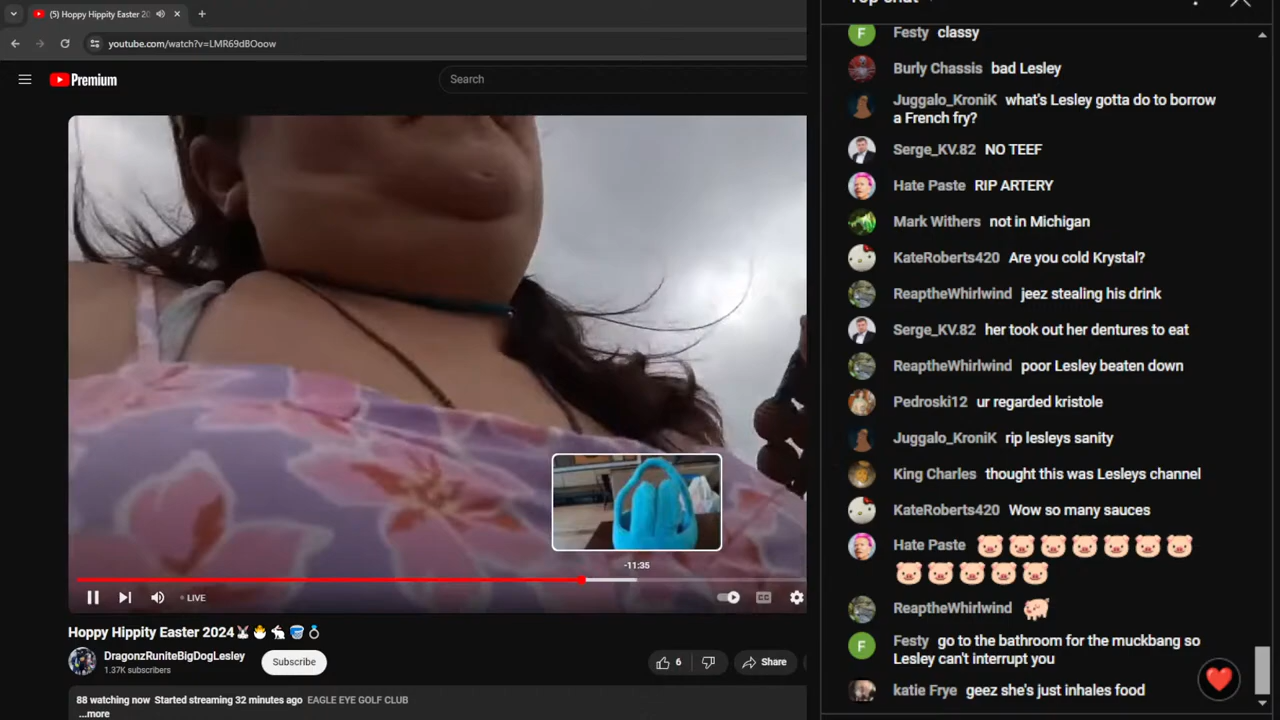 (5) Hoppy Hippity Easter 20
youtube.com/watch?v=LMR69dBOoow
Premium
Search
-11:35
LIVE
Hoppy Hippity Easter 2024🐰🐣🐇🪣💍
DragonzRuniteBigDogLesley
1.37K subscribers
Subscribe
6
Share
88 watching now Started streaming 32 minutes ago EAGLE EYE GOLF CLUB
...more
Top chat
Festy classy
Burly Chassis bad Lesley
Juggalo_KroniK what's Lesley gotta do to borrow
a French fry?
Serge_KV.82 NO TEEF
Hate Paste RIP ARTERY
Mark Withers not in Michigan
KateRoberts420 Are you cold Krystal?
ReaptheWhirlwind jeez stealing his drink
Serge_KV.82 her took out her dentures to eat
ReaptheWhirlwind poor Lesley beaten down
Pedroski12 ur regarded kristole
Juggalo_KroniK rip lesleys sanity
King Charles thought this was Lesleys channel
KateRoberts420 Wow so many sauces
Hate Paste 🐷🐷🐷🐷🐷🐷🐷
🐷🐷🐷🐷🐷
ReaptheWhirlwind 🐖
Festy go to the bathroom for the muckbang so
Lesley can't interrupt you
katie Frye geez she's just inhales food